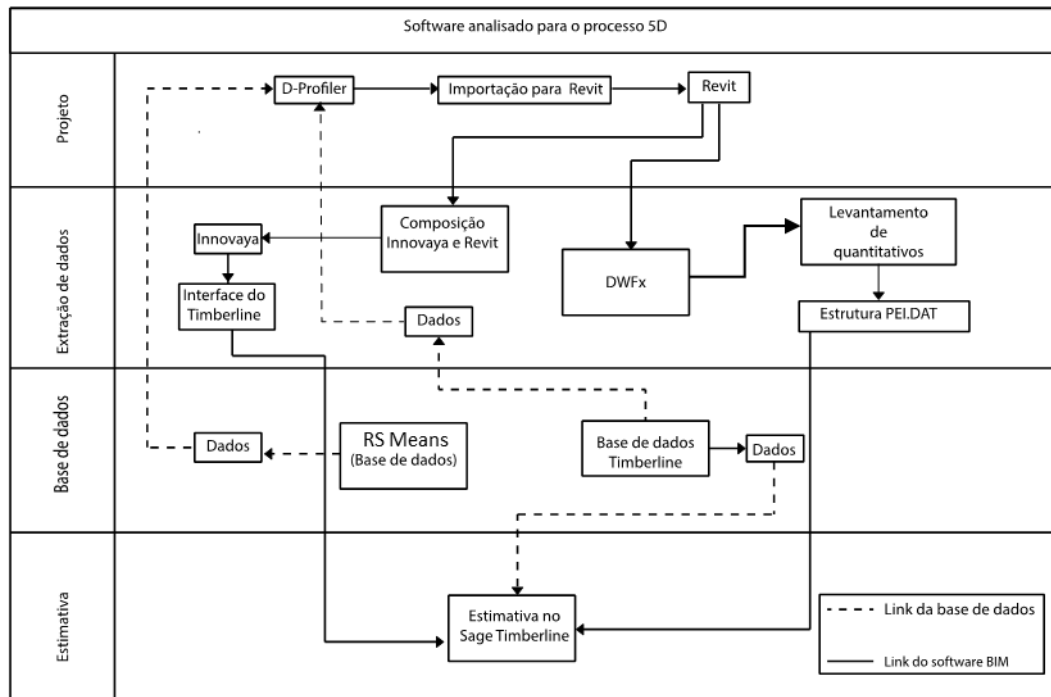 Software analisado para o processo 5D
Projeto
D-Profiler
Importação para Revit
Revit
Extração de dados
Composição
Innovaya e Revit
Innovaya
Interface do
Timberline
Dados
DWFx
Levantamento
de
quantitativos
Estrutura PEI.DAT
Base de dados
Dados
RS Means
(Base de dados)
Base de dados
Timberline
Dados
Estimativa
Estimativa no
Sage Timberline
Link da base de dados
Link do software BIM